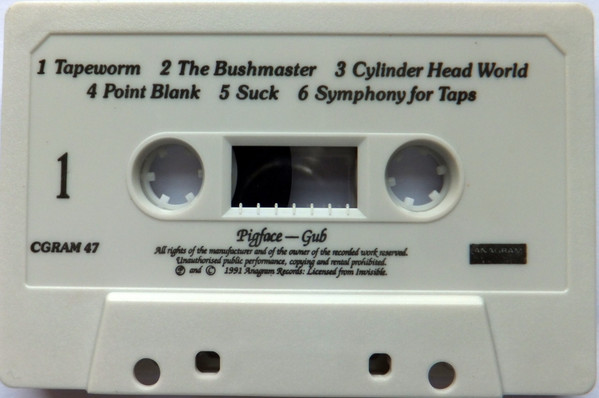 1 Tapeworm 2 The Bushmaster 3 Cylinder Head World
4 Point Blank 5 Suck 6 Symphony for Taps
1
Pigface — Gub
CGRAM 47
All rights of the manufacturer and of the owner of the recorded work reserved.
Unauthorised public performance, copying and rental prohibited.
Ⓟ and © 1991 Anagram Records: Licensed from Invisible.